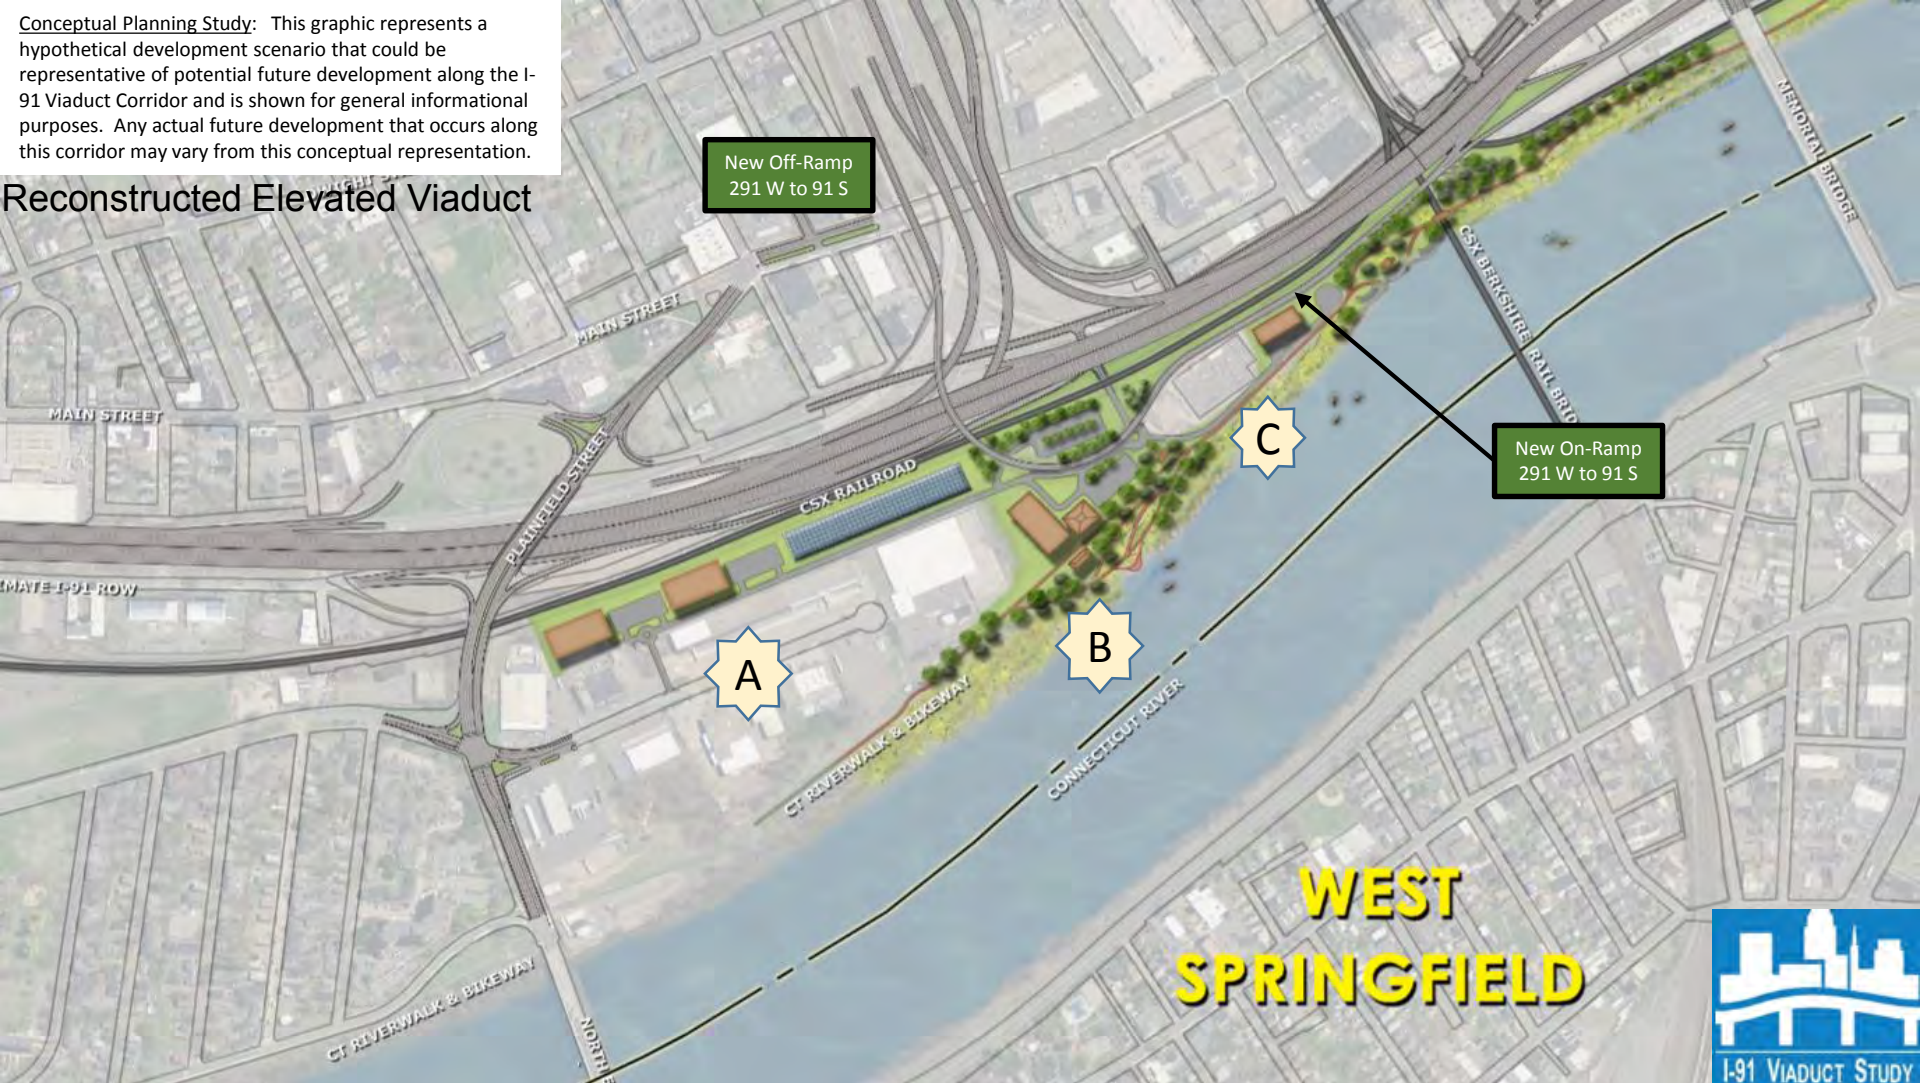 Conceptual Planning Study: This graphic represents a
hypothetical development scenario that could be
representative of potential future development along the I-
91 Viaduct Corridor and is shown for general informational
purposes. Any actual future development that occurs along
this corridor may vary from this conceptual representation.
Reconstructed Elevated Viaduct
New Off-Ramp
291 W to 91 S
MEMORIAL BRIDGE
CSX BERKSHIRE RAIL
MAIN STREET
MAIN STREET
PLAINFIELD STREET
CSX RAILROAD
New On-Ramp
291 W to 91 S
C
I-91 ROW
A
B
CT RIVERWALK & BIKEWAY
CONNECTICUT RIVER
WEST
SPRINGFIELD
CT RIVERWALK & BIKEWAY
NORTH
I-91 VIADUCT STUDY